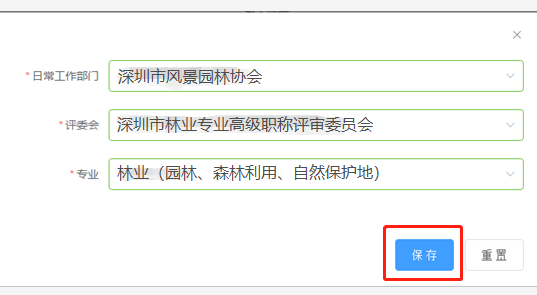 * 日常工作部门 深圳市风景园林协会
* 评委会 深圳市林业专业高级职称评审委员会
* 专业 林业（园林、森林利用、自然保护地）
保存 重置